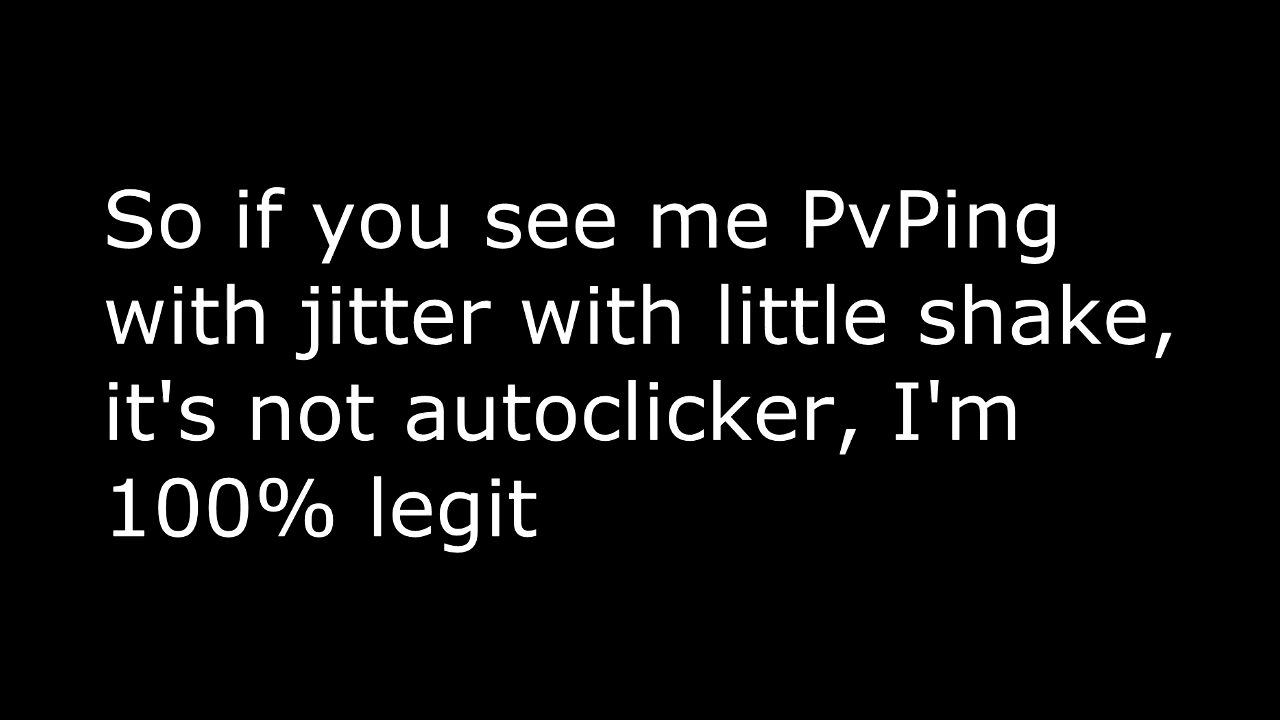 So if you see me PvPing
with jitter with little shake,
it's not autoclicker, I'm
100% legit